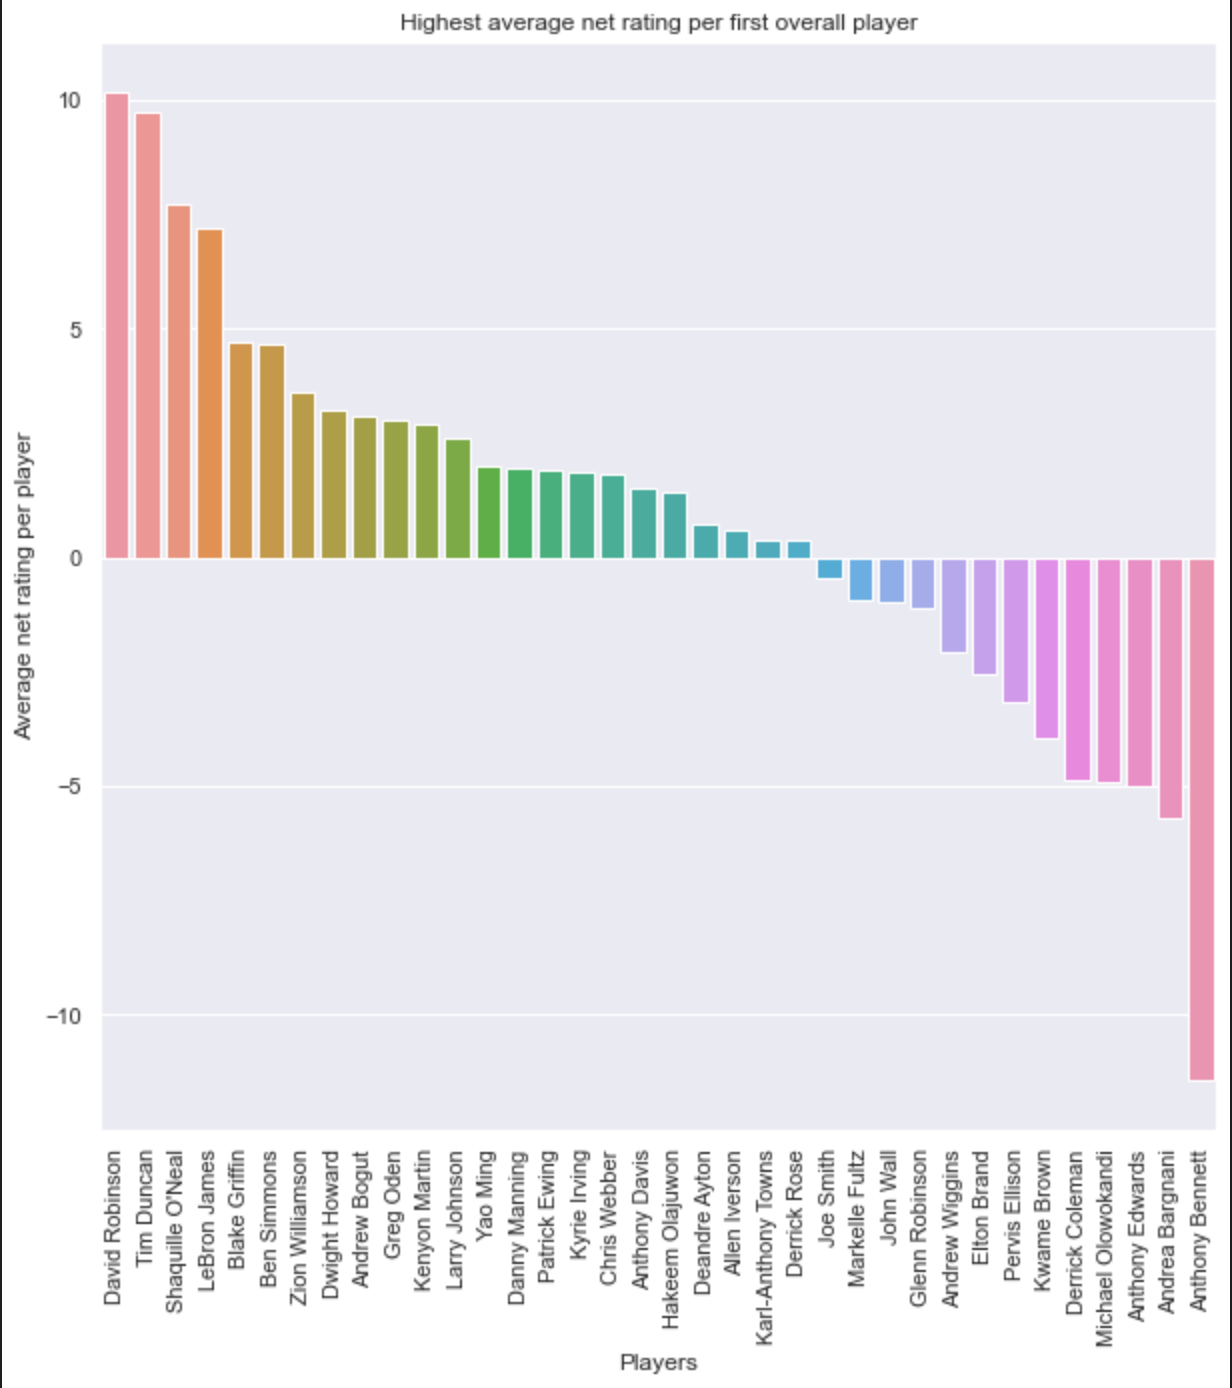 Highest average net rating per first overall player
10
5
0
−5
−10
Average net rating per player
David Robinson
Tim Duncan
Shaquille O'Neal
LeBron James
Blake Griffin
Ben Simmons
Zion Williamson
Dwight Howard
Andrew Bogut
Greg Oden
Kenyon Martin
Larry Johnson
Yao Ming
Danny Manning
Patrick Ewing
Kyrie Irving
Chris Webber
Anthony Davis
Hakeem Olajuwon
Deandre Ayton
Allen Iverson
Karl-Anthony Towns
Derrick Rose
Joe Smith
Markelle Fultz
John Wall
Glenn Robinson
Andrew Wiggins
Elton Brand
Pervis Ellison
Kwame Brown
Derrick Coleman
Michael Olowokandi
Anthony Edwards
Andrea Bargnani
Anthony Bennett
Players